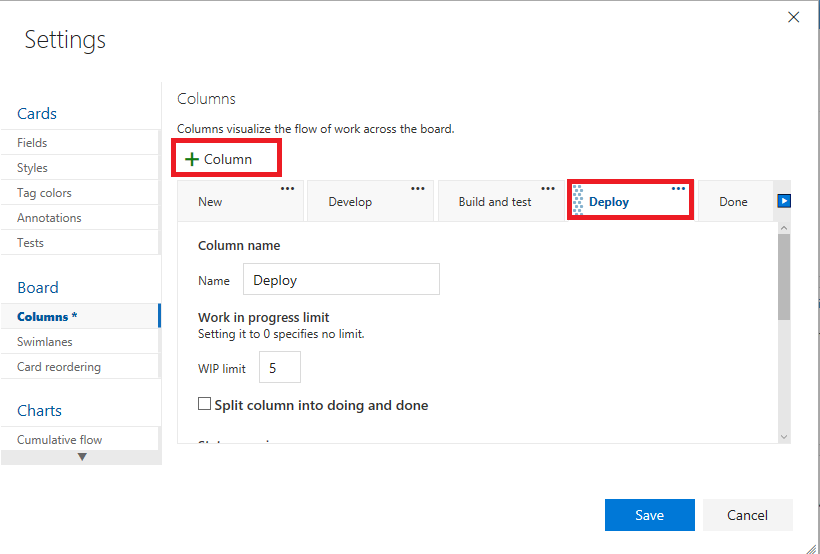 Settings
Cards
Fields
Styles
Tag colors
Annotations
Tests
Board
Columns *
Swimlanes
Card reordering
Charts
Cumulative flow
Columns
Columns visualize the flow of work across the board.
+ Column
New ••• Develop ••• Build and test ••• Deploy ••• Done
Column name
Name Deploy
Work in progress limit
Setting it to 0 specifies no limit.
WIP limit 5
Split column into doing and done
Save Cancel